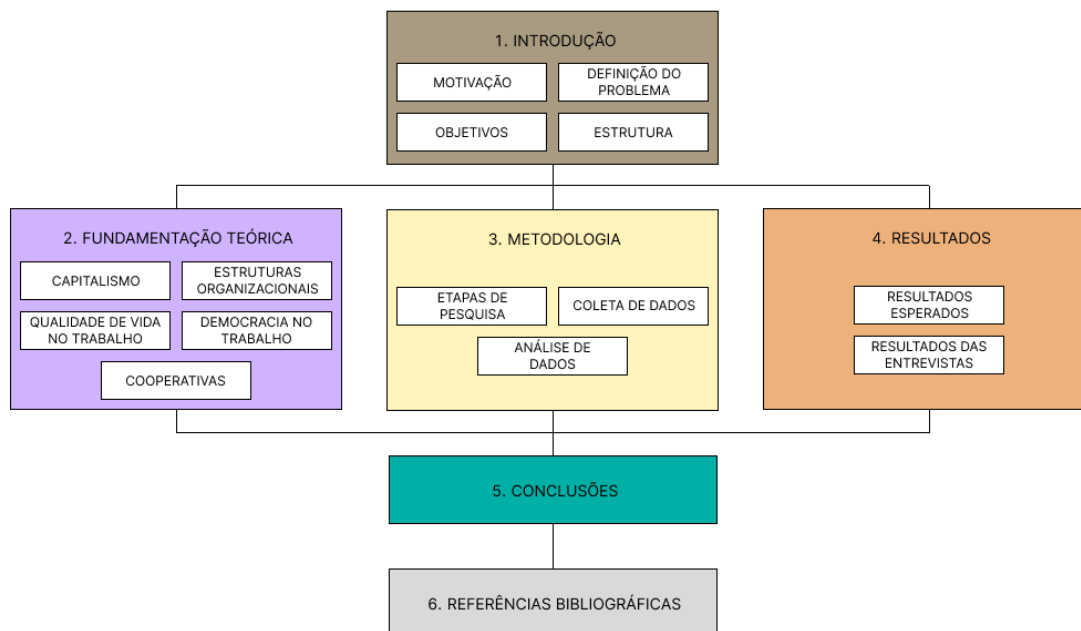 1. INTRODUÇÃO
MOTIVAÇÃO
DEFINIÇÃO DO
PROBLEMA
OBJETIVOS
ESTRUTURA
2. FUNDAMENTAÇÃO TEÓRICA
CAPITALISMO
ESTRUTURAS
ORGANIZACIONAIS
QUALIDADE DE VIDA
NO TRABALHO
DEMOCRACIA NO
TRABALHO
COOPERATIVAS
3. METODOLOGIA
ETAPAS DE
PESQUISA
COLETA DE DADOS
ANÁLISE DE
DADOS
4. RESULTADOS
RESULTADOS
ESPERADOS
RESULTADOS DAS
ENTREVISTAS
5. CONCLUSÕES
6. REFERÊNCIAS BIBLIOGRÁFICAS